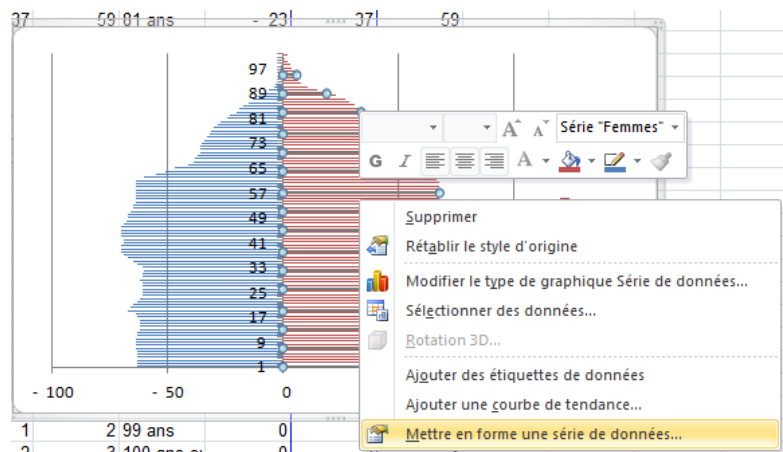 37 59 81 ans - 23 37 59
97
89
81
73
65
57
49
41
33
25
17
9
1
- 100 - 50 0
Série "Femmes"
G I A
Supprimer
Rétablir le style d'origine
Modifier le type de graphique Série de données...
Sélectionner des données...
Rotation 3D...
Ajouter des étiquettes de données
Ajouter une courbe de tendance...
Mettre en forme une série de données...
1 2 99 ans 0
2 3 100 ans 0